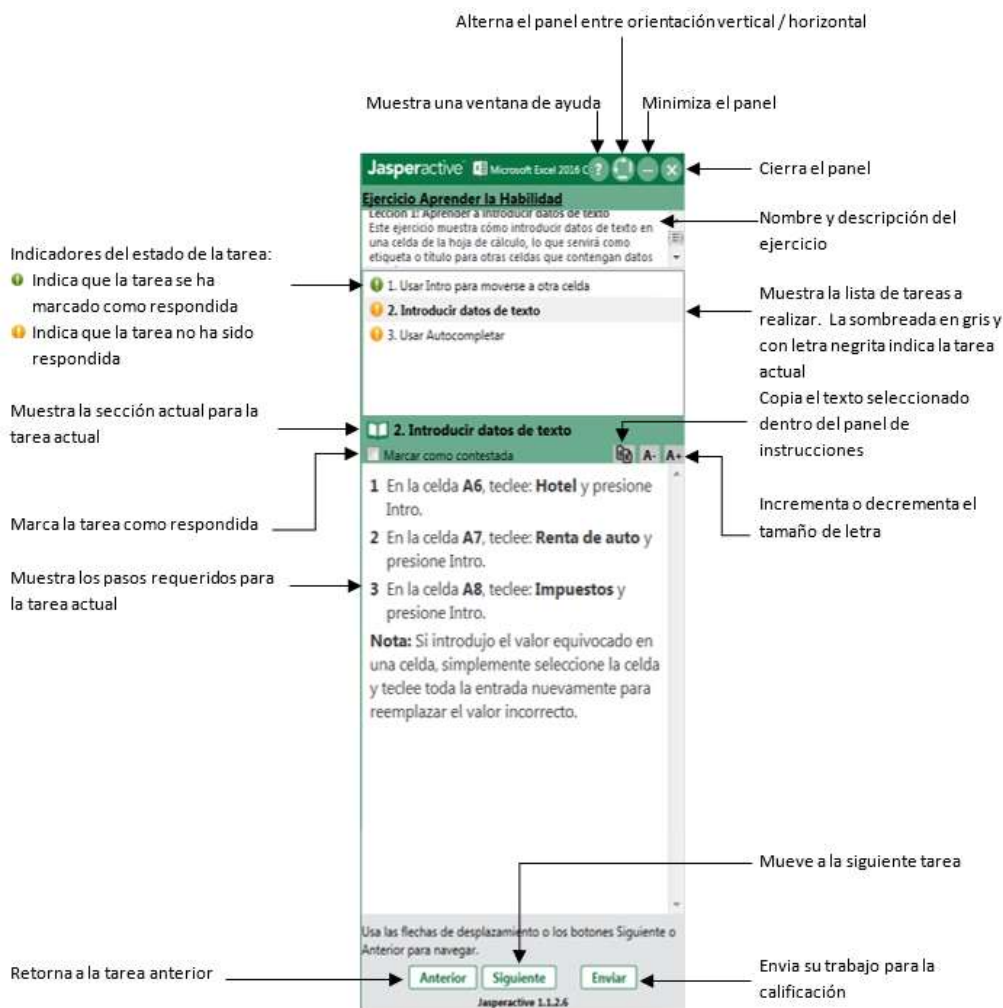 Alterna el panel entre orientación vertical / horizontal
Muestra una ventana de ayuda
Minimiza el panel
Jasperactive Microsoft Excel 2016 C ?
Cierra el panel
Ejercicio Aprender la Habilidad
Lección 1: Aprender a introducir datos de texto
Este ejercicio muestra cómo introducir datos de texto en
una celda de la hoja de cálculo, lo que servirá como
etiqueta o título para otras celdas que contengan datos
Nombre y descripción del
ejercicio
Indicadores del estado de la tarea:
Indica que la tarea se ha
marcado como respondida
Indica que la tarea no ha sido
respondida
1. Usar Intro para moverse a otra celda
2. Introducir datos de texto
3. Usar Autocompletar
Muestra la lista de tareas a
realizar. La sombreada en gris y
con letra negrita indica la tarea
actual
Muestra la sección actual para la
tarea actual
Copia el texto seleccionado
dentro del panel de
instrucciones
2. Introducir datos de texto
Marcar como contestada A- A+
Incrementa o decrementa el
tamaño de letra
Marca la tarea como respondida
Muestra los pasos requeridos para
la tarea actual
1 En la celda A6, teclee: Hotel y presione
Intro.
2 En la celda A7, teclee: Renta de auto y
presione Intro.
3 En la celda A8, teclee: Impuestos y
presione Intro.
Nota: Si introdujo el valor equivocado en
una celda, simplemente seleccione la celda
y teclee toda la entrada nuevamente para
reemplazar el valor incorrecto.
Mueve a la siguiente tarea
Usa las flechas de desplazamiento o los botones Siguiente o
Anterior para navegar.
Retorna a la tarea anterior
Anterior Siguiente Enviar
Envia su trabajo para la
calificación
Jasperactive 1.1.2.6